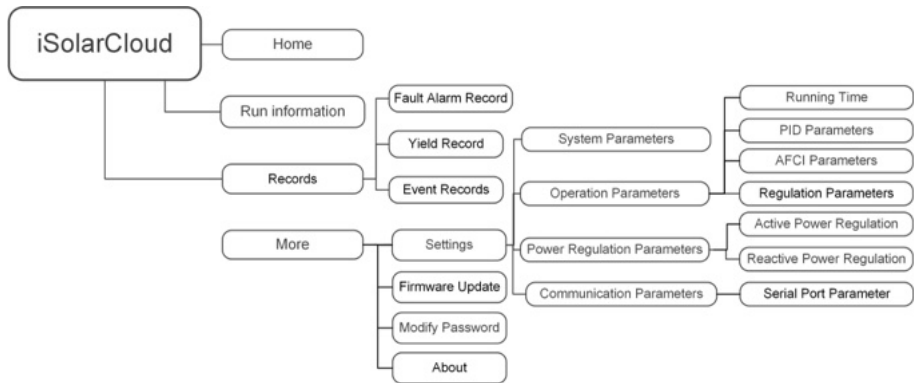 iSolarCloud
Home
Run information
Records
Fault Alarm Record
Yield Record
Event Records
More
Settings
Firmware Update
Modify Password
About
System Parameters
Operation Parameters
Power Regulation Parameters
Communication Parameters
Running Time
PID Parameters
AFCI Parameters
Regulation Parameters
Active Power Regulation
Reactive Power Regulation
Serial Port Parameter